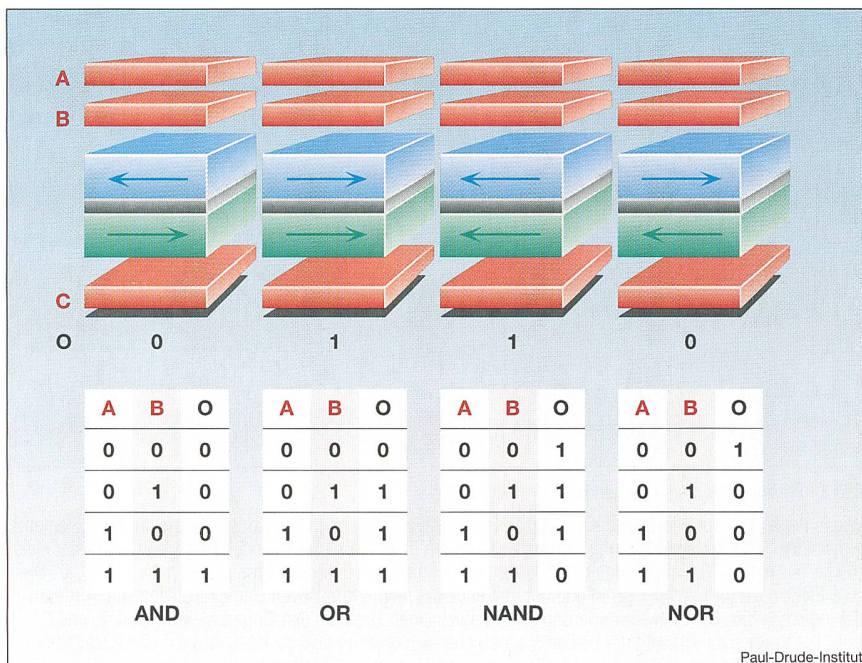 A
B
C
O 0 1 1 0
A B O A B O A B O A B O
0 0 0 0 0 0 0 0 1 0 0 1
0 1 0 0 1 1 0 1 1 0 1 0
1 0 0 1 0 1 1 0 1 1 0 0
1 1 1 1 1 1 1 1 0 1 1 0
AND OR NAND NOR
Paul-Drude-Institut